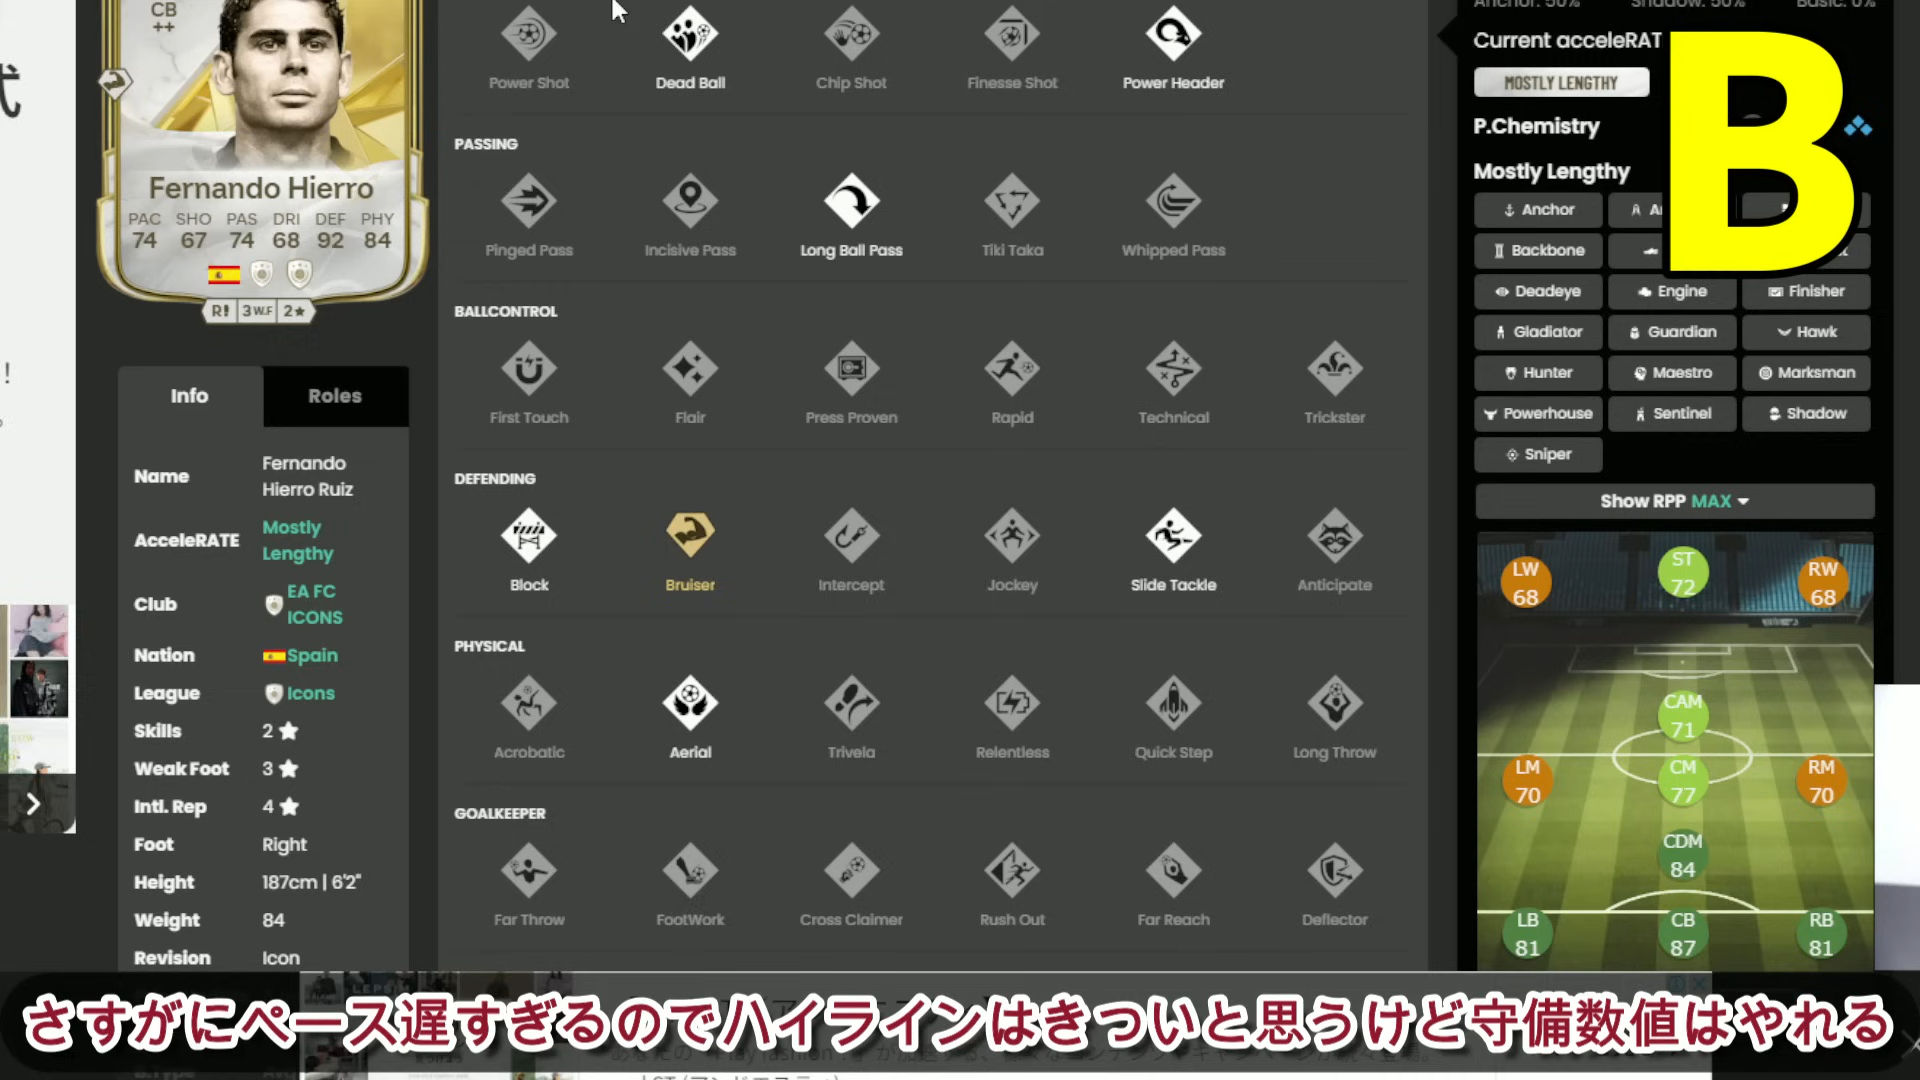 CB
++
Fernando Hierro
PAC SHO PAS DRI DEF PHY
74 67 74 68 92 84
R 3 W.F 2★
Info Roles
Name Fernando Hierro Ruiz
AcceleRATE Mostly Lengthy
Club EA FC ICONS
Nation Spain
League Icons
Skills 2 ★
Weak Foot 3 ★
Intl. Rep 4 ★
Foot Right
Height 187cm | 6'2"
Weight 84
Revision Icon
Power Shot Dead Ball Chip Shot Finesse Shot Power Header
PASSING
Pinged Pass Incisive Pass Long Ball Pass Tiki Taka Whipped Pass
BALLCONTROL
First Touch Flair Press Proven Rapid Technical Trickster
DEFENDING
Block Bruiser Intercept Jockey Slide Tackle Anticipate
PHYSICAL
Acrobatic Aerial Trivela Relentless Quick Step Long Throw
GOALKEEPER
Far Throw FootWork Cross Claimer Rush Out Far Reach Deflector
Anchor: 50% Shadow: 50% Basic: 0%
Current acceleRAT
MOSTLY LENGTHY
P.Chemistry
Mostly Lengthy
B
Anchor
Backbone
Deadeye Engine Finisher
Gladiator Guardian Hawk
Hunter Maestro Marksman
Powerhouse Sentinel Shadow
Sniper
Show RPP MAX
LW 68 ST 72 RW 68
CAM 71
LM 70 CM 77 RM 70
CDM 84
LB 81 CB 87 RB 81
さすがにペース遅すぎるのでハイラインはきついと思うけど守備数値はやれる